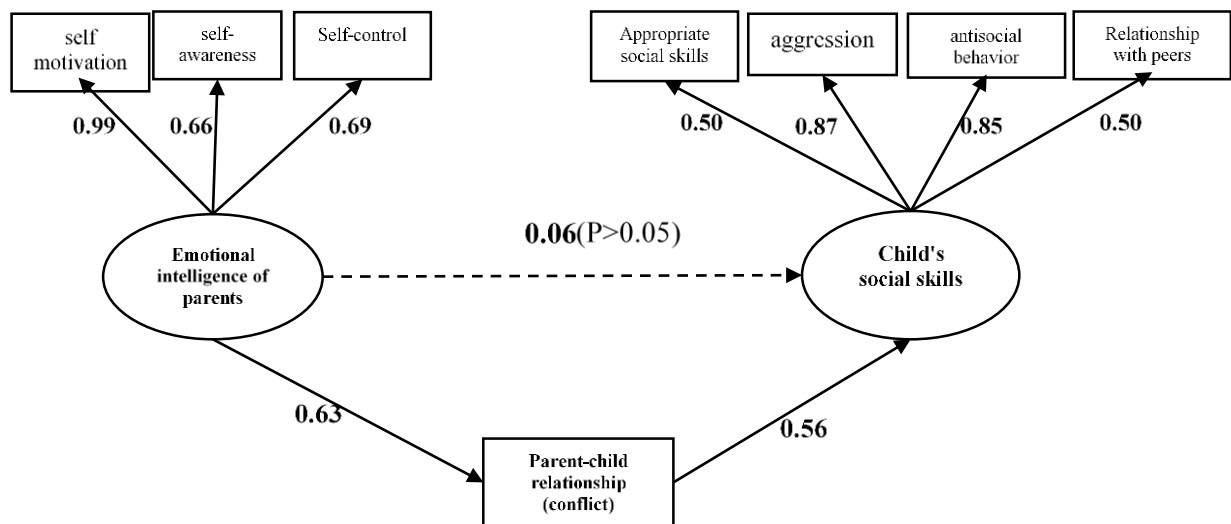 self
motivation
self-
awareness
Self-control
Appropriate
social skills
aggression
antisocial
behavior
Relationship
with peers
0.99
0.66
0.69
0.50
0.87
0.85
0.50
0.06(P>0.05)
Emotional
intelligence of
parents
Child's
social skills
0.63
0.56
Parent-child
relationship
(conflict)